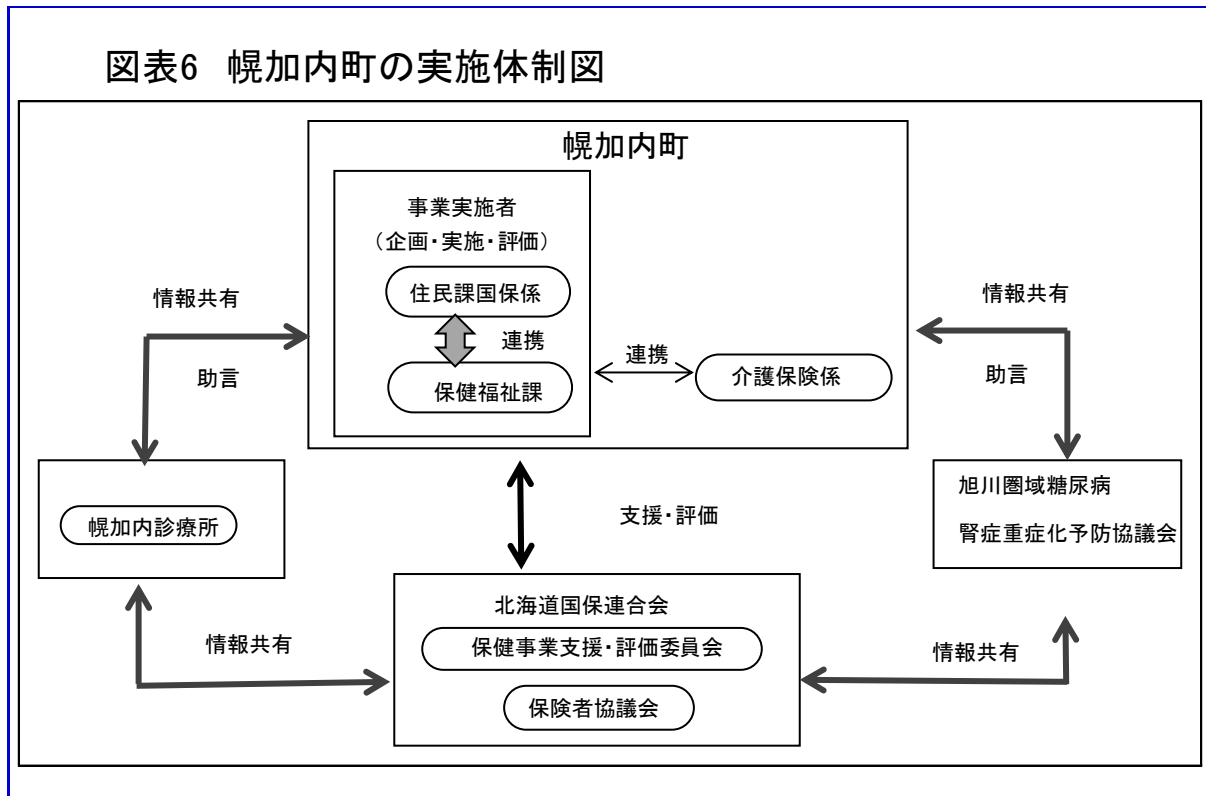 図表6 幌加内町の実施体制図
幌加内町
事業実施者
（企画・実施・評価）
住民課国保係
連携
保健福祉課
連携
介護保険係
情報共有
助言
情報共有
助言
幌加内診療所
旭川圏域糖尿病
腎症重症化予防協議会
支援・評価
北海道国保連合会
保健事業支援・評価委員会
保険者協議会
情報共有
情報共有